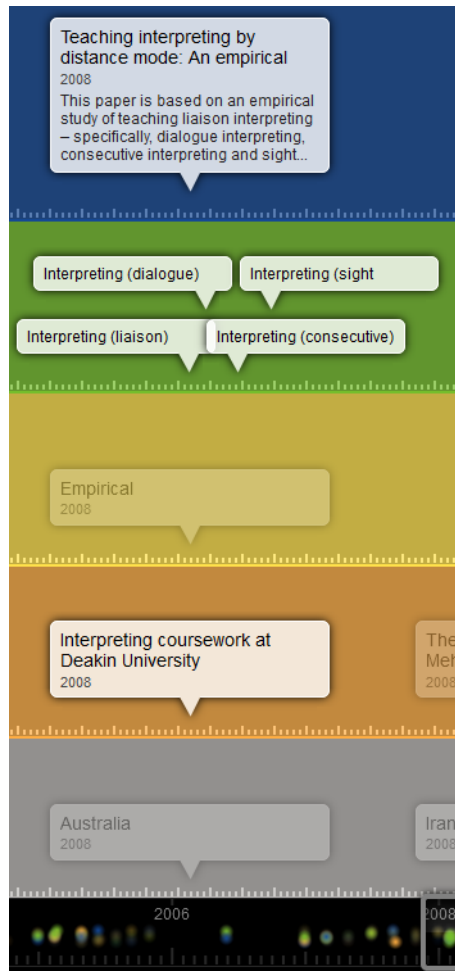 Teaching interpreting by
distance mode: An empirical
2008
This paper is based on an empirical
study of teaching liaison interpreting
– specifically, dialogue interpreting,
consecutive interpreting and sight...
Interpreting (dialogue)
Interpreting (sight
Interpreting (liaison)
Interpreting (consecutive)
Empirical
2008
Interpreting coursework at
Deakin University
2008
The
Meh
2008
Australia
2008
Iran
2008
2006
2008